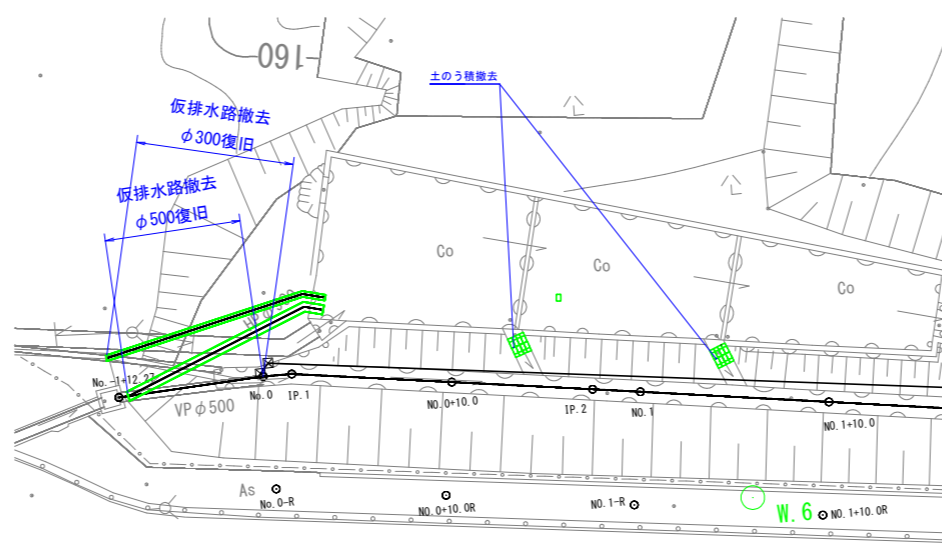 160
土のう積撤去
仮排水路撤去
φ300復旧
仮排水路撤去
φ500復旧
Co
Co
Co
No.-1+12.27
No.0
IP.1
NO.0+10.0
IP.2
NO.1
NO.1+10.0
VPφ500
As
No.0-R
NO.0+10.0R
NO.1-R
W.6
NO.1+10.0R